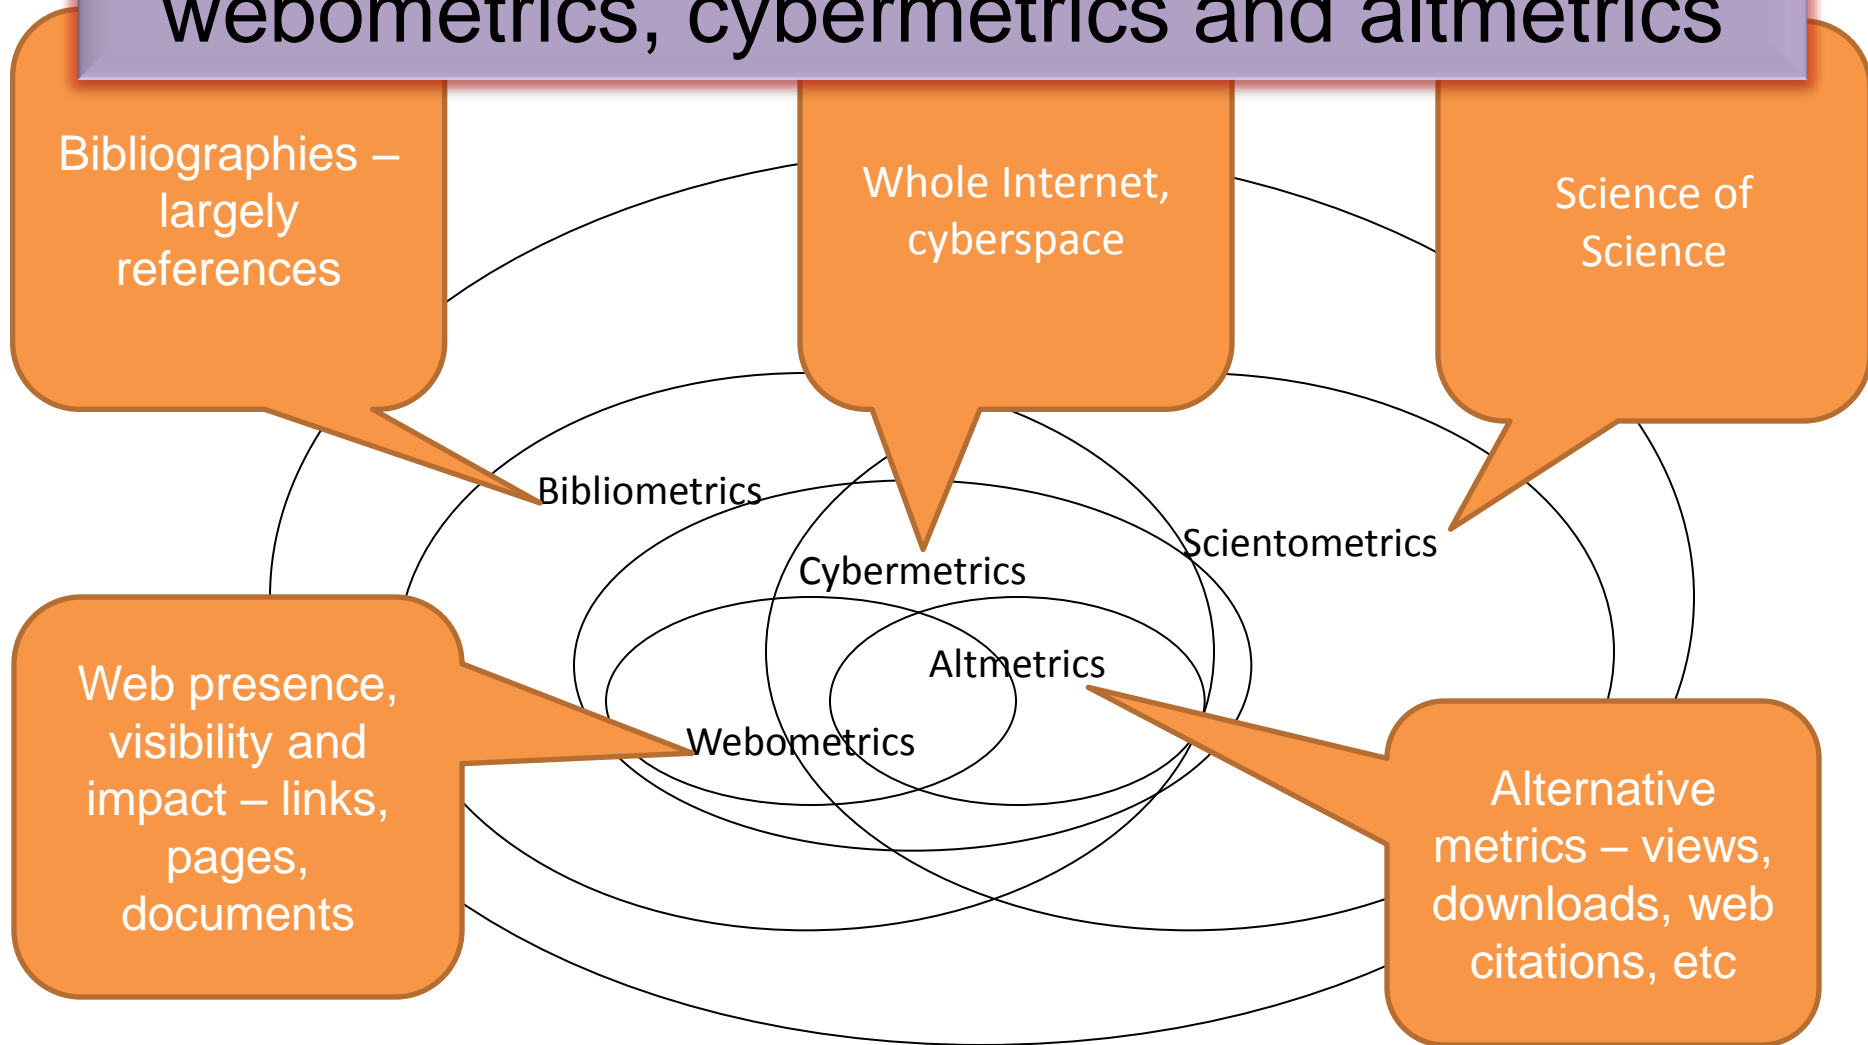 webometrics, cybermetrics and altmetrics
Bibliographies –
largely
references
Whole Internet,
cyberspace
Science of
Science
Bibliometrics
Scientometrics
Cybermetrics
Altmetrics
Webometrics
Web presence,
visibility and
impact – links,
pages,
documents
Alternative
metrics – views,
downloads, web
citations, etc